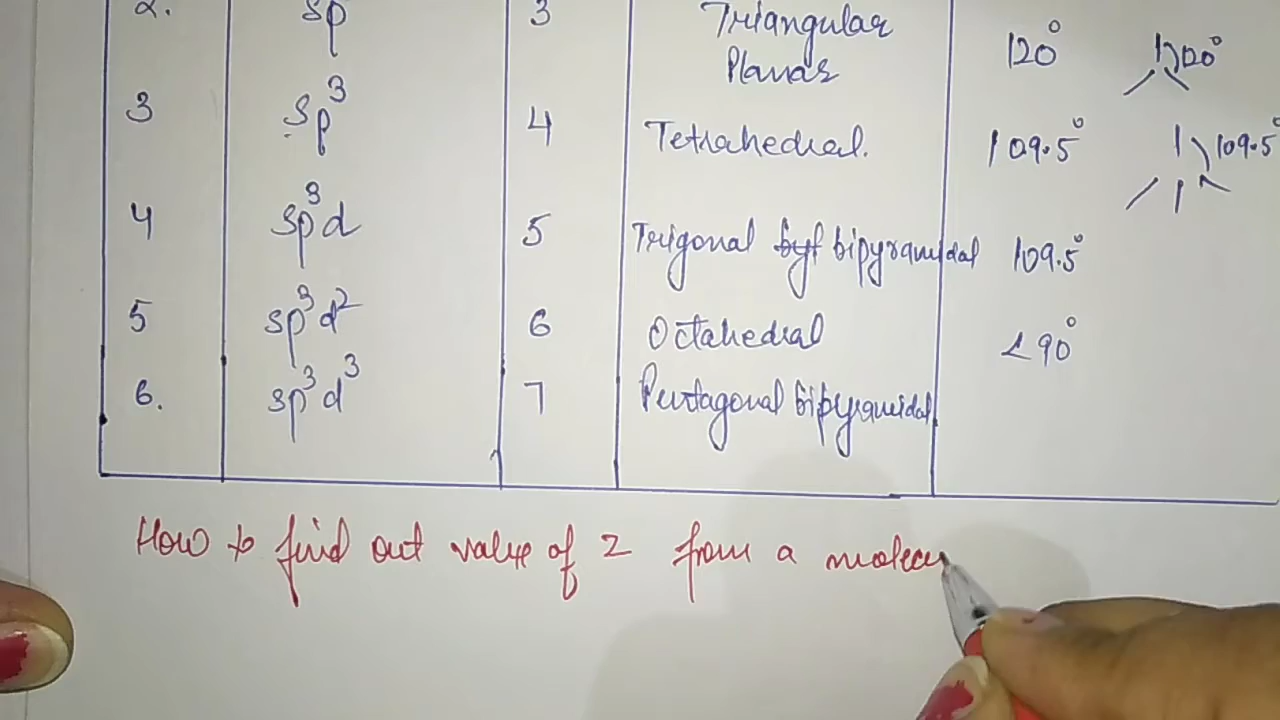 2. sp 3 Triangular Planar 120° 120°
3 sp³ 4 Tetrahedral. 109.5° 109.5°
4 sp³d 5 Trigonal byf bipyramidal 109.5°
5 sp³d² 6 Octahedral <90°
6. sp³d³ 7 Pentagonal bipyramidal
How to find out value of Z from a molecu